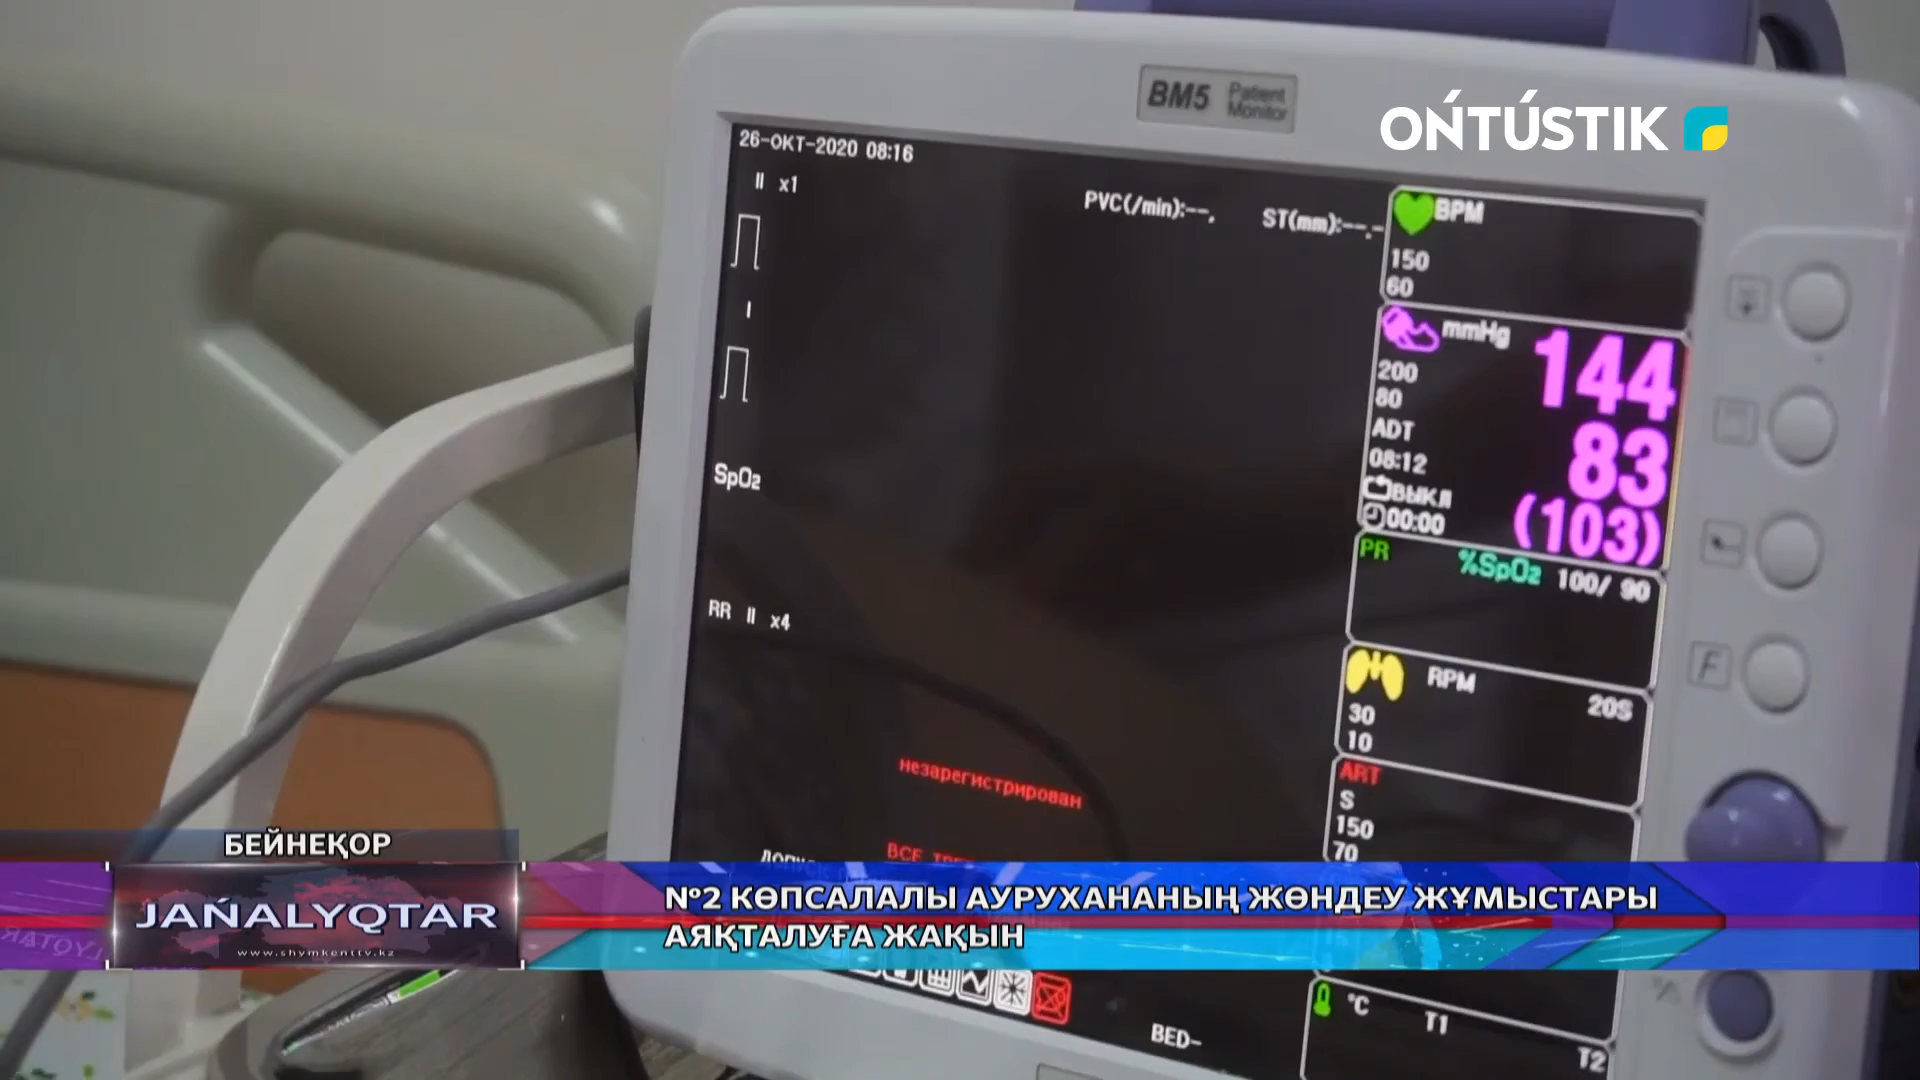 BM5 Patient
Monitor
OŃTÚSTIK
26-ОКТ-2020 08:16
II x1
PVC(/min):--.
ST(mm):--.-
BPM
150
60
I
mmHg
144
200
80
83
ADT
08:12
ВЫКЛ
(103)
00:00
SpO2
PR
%SpO2 100/ 90
RR II x4
RPM
20S
30
10
незарегистрирован
ART
S
150
70
ВСЕ
БЕЙНЕҚОР
JAŃALYQTAR
www.shymkenttv.kz
№2 КӨПСАЛАЛЫ АУРУХАНАНЫҢ ЖӨНДЕУ ЖҰМЫСТАРЫ
АЯҚТАЛУҒА ЖАҚЫН
BED-
°C
T1
T2
F